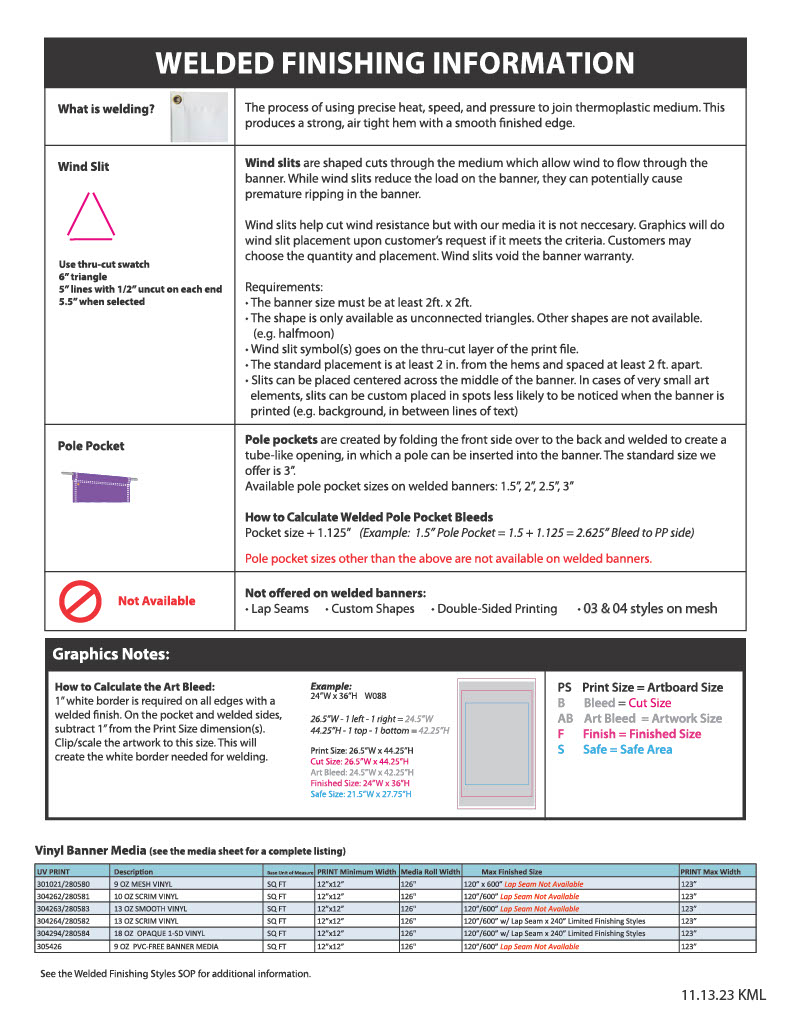 WELDED FINISHING INFORMATION
What is welding?
The process of using precise heat, speed, and pressure to join thermoplastic medium. This
produces a strong, air tight hem with a smooth finished edge.
Wind Slit
Use thru-cut swatch
6” triangle
5” lines with 1/2” uncut on each end
5.5” when selected
Wind slits are shaped cuts through the medium which allow wind to flow through the
banner. While wind slits reduce the load on the banner, they can potentially cause
premature ripping in the banner.
Wind slits help cut wind resistance but with our media it is not neccesary. Graphics will do
wind slit placement upon customer’s request if it meets the criteria. Customers may
choose the quantity and placement. Wind slits void the banner warranty.
Requirements:
• The banner size must be at least 2ft. x 2ft.
• The shape is only available as unconnected triangles. Other shapes are not available.
(e.g. halfmoon)
• Wind slit symbol(s) goes on the thru-cut layer of the print file.
• The standard placement is at least 2 in. from the hems and spaced at least 2 ft. apart.
• Slits can be placed centered across the middle of the banner. In cases of very small art
elements, slits can be custom placed in spots less likely to be noticed when the banner is
printed (e.g. background, in between lines of text)
Pole Pocket
Pole pockets are created by folding the front side over to the back and welded to create a
tube-like opening, in which a pole can be inserted into the banner. The standard size we
offer is 3”.
Available pole pocket sizes on welded banners: 1.5”, 2”, 2.5”, 3”
How to Calculate Welded Pole Pocket Bleeds
Pocket size + 1.125” (Example: 1.5” Pole Pocket = 1.5 + 1.125 = 2.625” Bleed to PP side)
Pole pocket sizes other than the above are not available on welded banners.
Not Available
Not offered on welded banners:
• Lap Seams • Custom Shapes • Double-Sided Printing • 03 & 04 styles on mesh
Graphics Notes:
How to Calculate the Art Bleed:
1” white border is required on all edges with a
welded finish. On the pocket and welded sides,
subtract 1” from the Print Size dimension(s).
Clip/scale the artwork to this size. This will
create the white border needed for welding.
Example:
24”W x 36”H W08B
26.5”W - 1 left - 1 right = 24.5”W
44.25”H - 1 top - 1 bottom = 42.25”H
Print Size: 26.5”W x 44.25”H
Cut Size: 26.5”W x 44.25”H
Art Bleed: 24.5”W x 42.25”H
Finished Size: 24”W x 36”H
Safe Size: 21.5”W x 27.75”H
PS Print Size = Artboard Size
B Bleed = Cut Size
AB Art Bleed = Artwork Size
F Finish = Finished Size
S Safe = Safe Area
Vinyl Banner Media (see the media sheet for a complete listing)
UV PRINT Description Base Unit of Measure PRINT Minimum Width Media Roll Width Max Finished Size PRINT Max Width
301021/280580 9 OZ MESH VINYL SQ FT 12”x12” 126” 120” x 600” Lap Seam Not Available 123”
304262/280581 10 OZ SCRIM VINYL SQ FT 12”x12” 126” 120”/600” Lap Seam Not Available 123”
304263/280583 13 OZ SMOOTH VINYL SQ FT 12”x12” 126” 120”/600” Lap Seam Not Available 123”
304264/280582 13 OZ SCRIM VINYL SQ FT 12”x12” 126” 120”/600” w/ Lap Seam x 240” Limited Finishing Styles 123”
304294/280584 18 OZ OPAQUE 1-SD VINYL SQ FT 12”x12” 126” 120”/600” w/ Lap Seam x 240” Limited Finishing Styles 123”
305426 9 OZ PVC-FREE BANNER MEDIA SQ FT 12”x12” 126” 120”/600” Lap Seam Not Available 123”
See the Welded Finishing Styles SOP for additional information.
11.13.23 KML